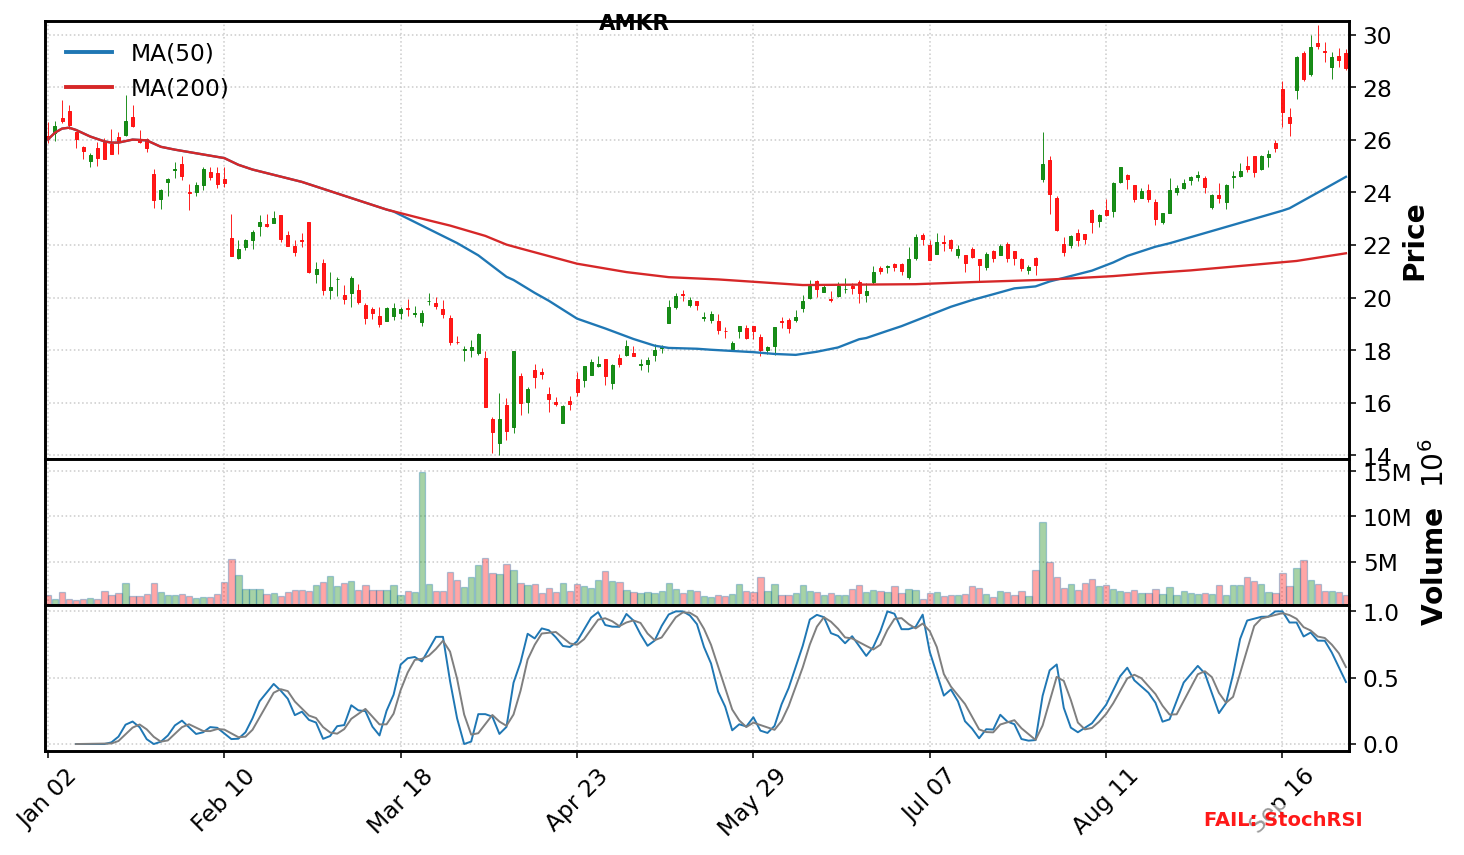 AMKR
MA(50)
MA(200)
30
28
26
24
22
20
18
16
14
Price
15M
10M
5M
Volume 10^6
1.0
0.5
0.0
Jan 02
Feb 10
Mar 18
Apr 23
May 29
Jul 07
Aug 11
Sep 16
FAIL: StochRSI